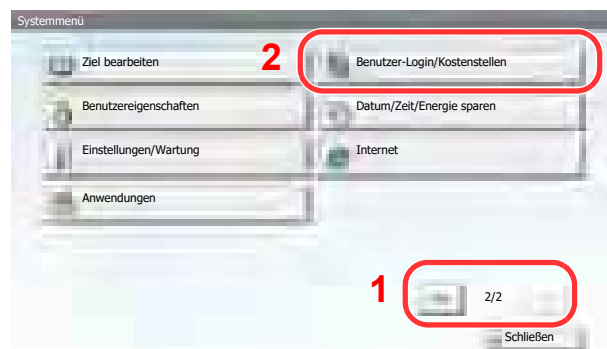 Systemmenü
Ziel bearbeiten
2
Benutzer-Login/Kostenstellen
Benutzereigenschaften
Datum/Zeit/Energie sparen
Einstellungen/Wartung
Internet
Anwendungen
1
2/2
Schließen